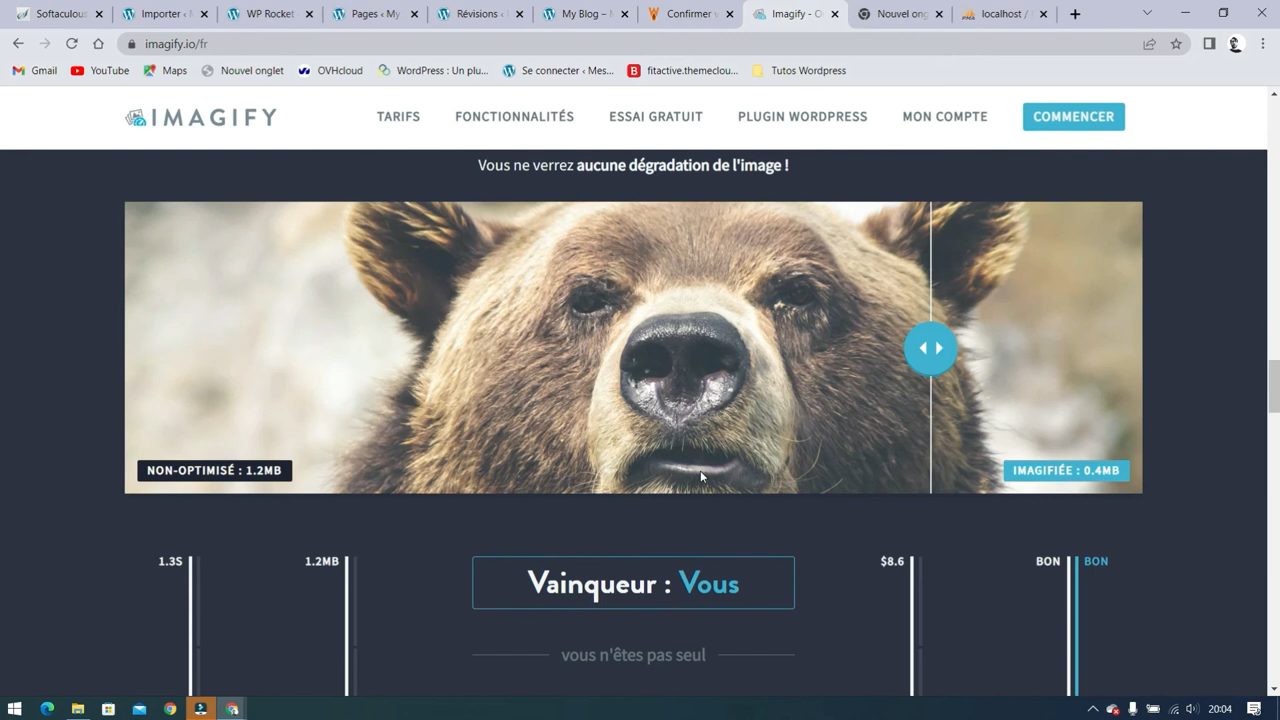 Softaculous
Importer ‹ M
WP Rocket
Pages ‹ My
Révisions ‹
My Blog –
Confirmer v
Imagify - O
Nouvel ong
localhost /
imagify.io/fr
Gmail
YouTube
Maps
Nouvel onglet
OVHcloud
WordPress : Un plu...
Se connecter ‹ Mes...
fitactive.themeclou...
Tutos Wordpress
IMAGIFY
TARIFS
FONCTIONNALITÉS
ESSAI GRATUIT
PLUGIN WORDPRESS
MON COMPTE
COMMENCER
Vous ne verrez aucune dégradation de l'image !
NON-OPTIMISÉ : 1.2MB
IMAGIFIÉE : 0.4MB
1.3S
1.2MB
Vainqueur : Vous
$8.6
BON
BON
vous n'êtes pas seul
20:04